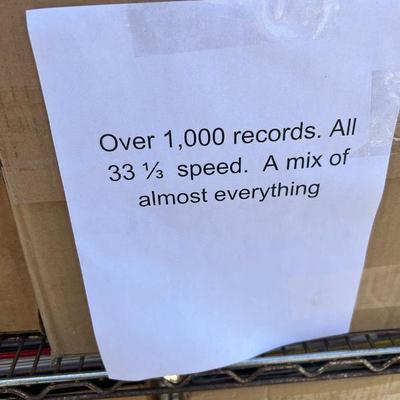 Over 1,000 records. All
33 ⅓ speed. A mix of
almost everything